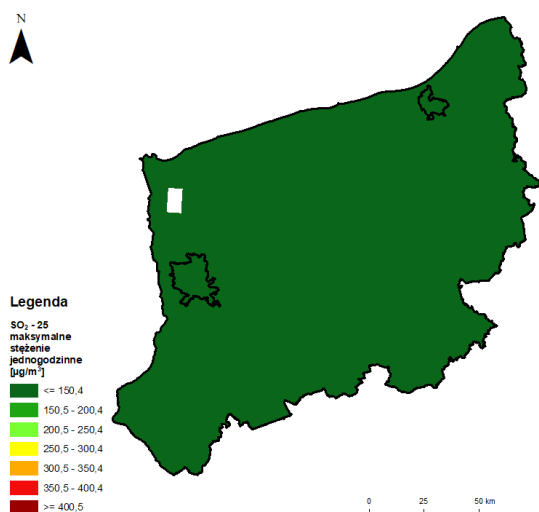 N
Legenda
SO₂ - 25
maksymalne
stężenie
jednogodzinne
[µg/m³]
<= 150,4
150,5 - 200,4
200,5 - 250,4
250,5 - 300,4
300,5 - 350,4
350,5 - 400,4
>= 400,5
0 25 50 km